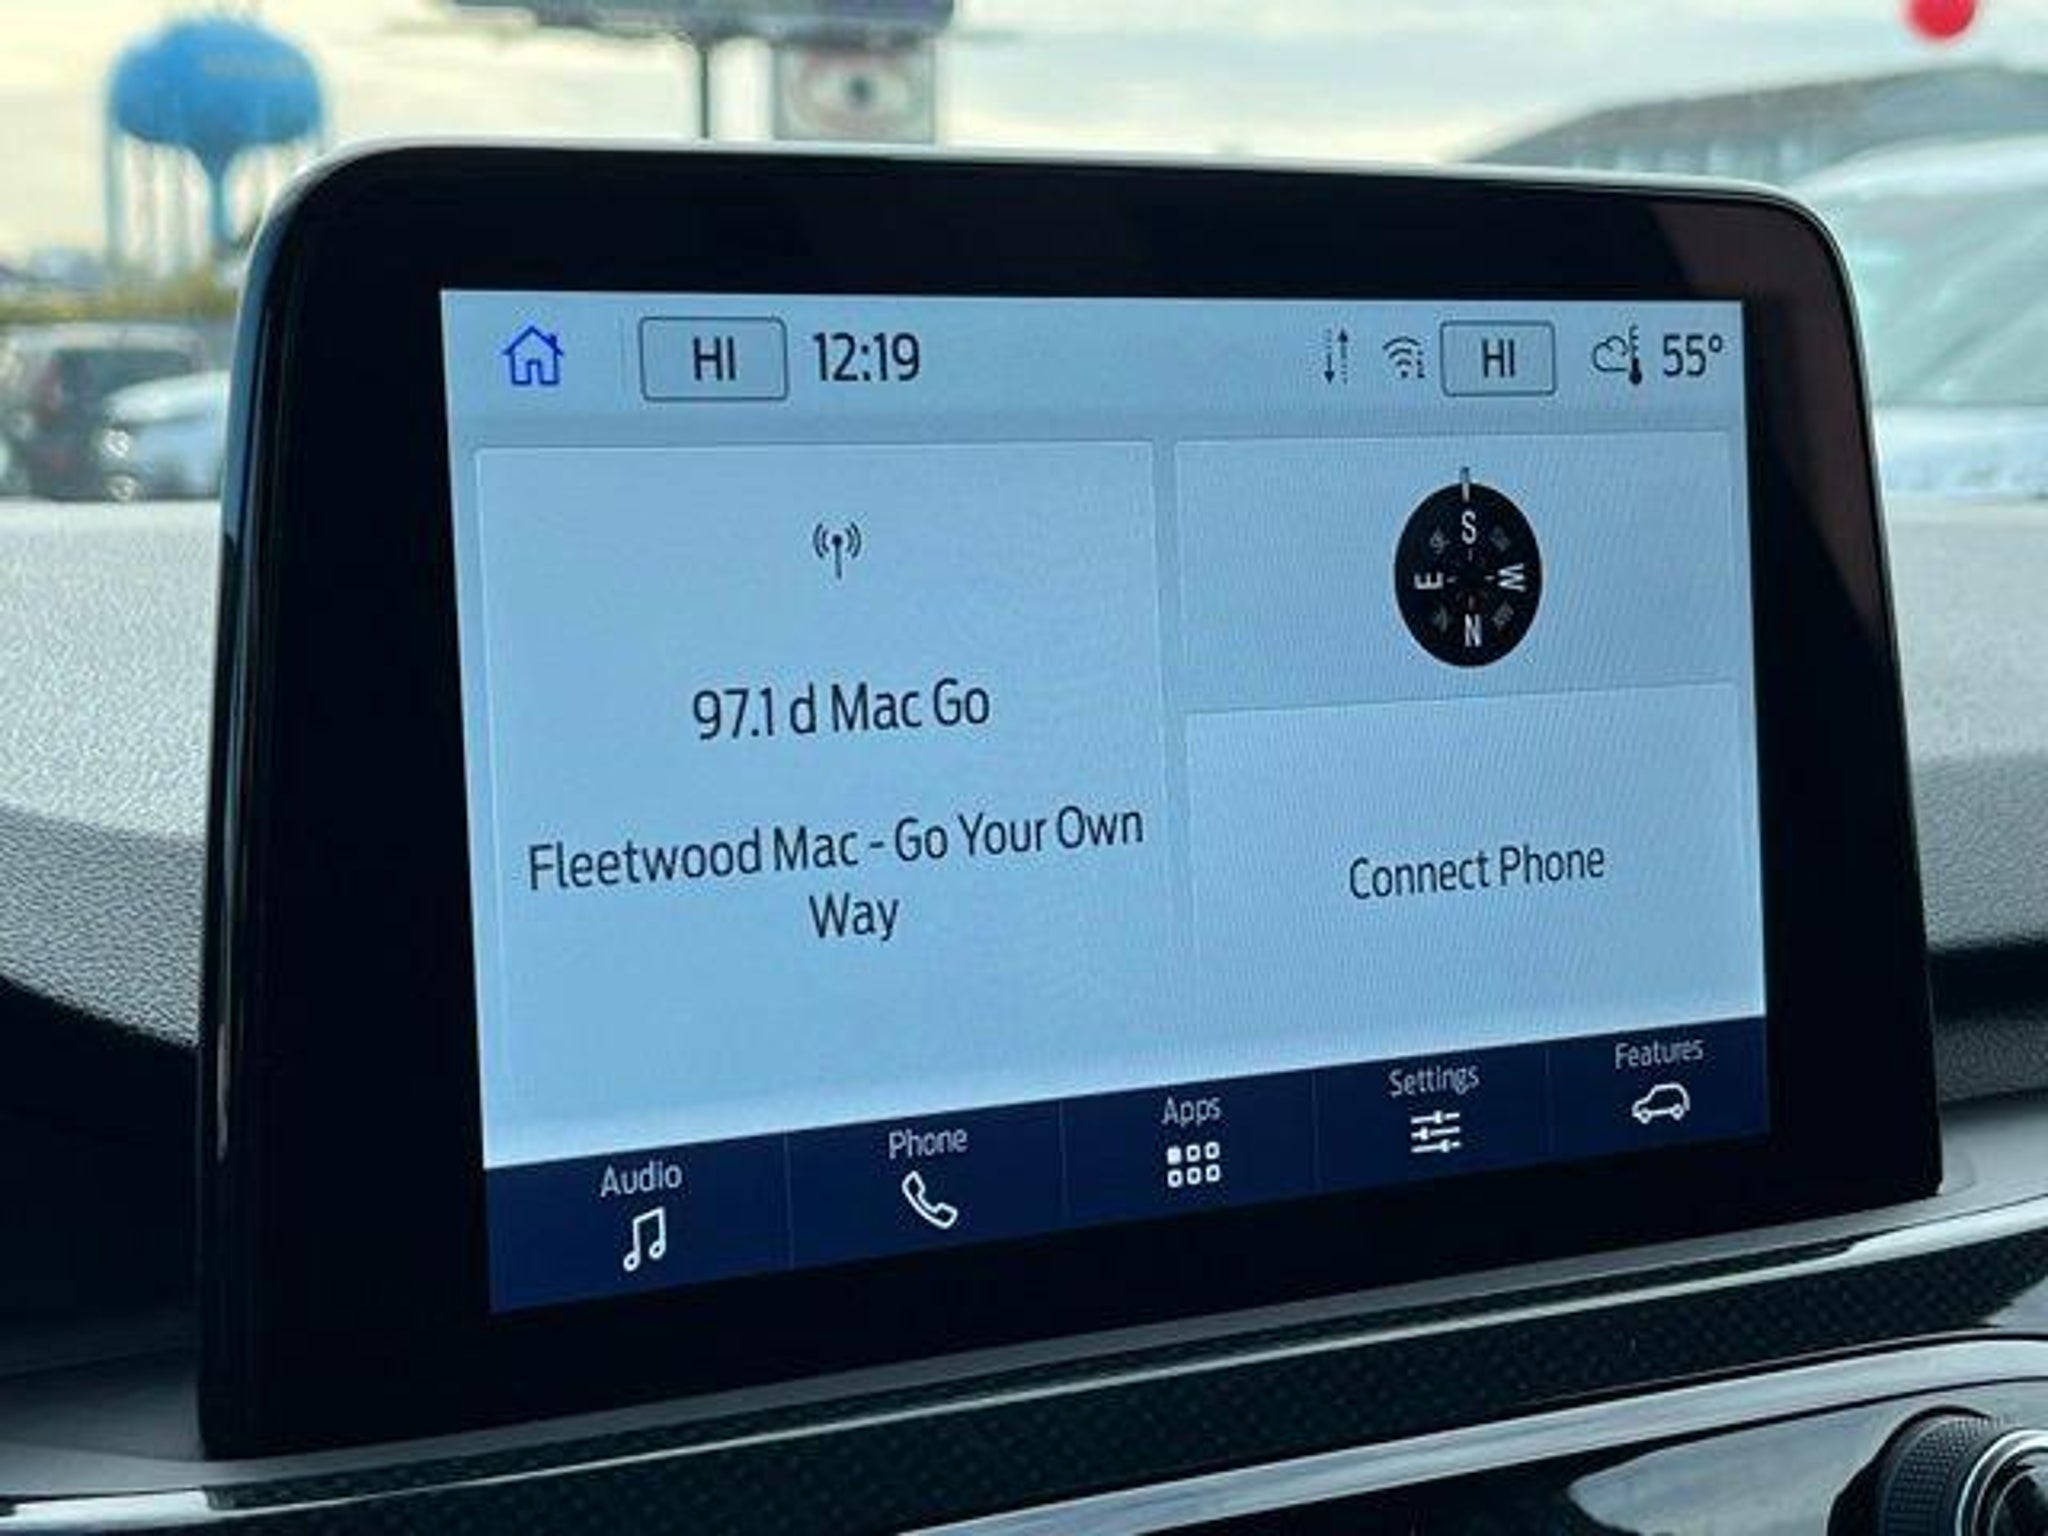 HI 12:19 HI 55°
S
E W
N
97.1 d Mac Go
Fleetwood Mac - Go Your Own
Way
Connect Phone
Audio
Phone
Apps
Settings
Features